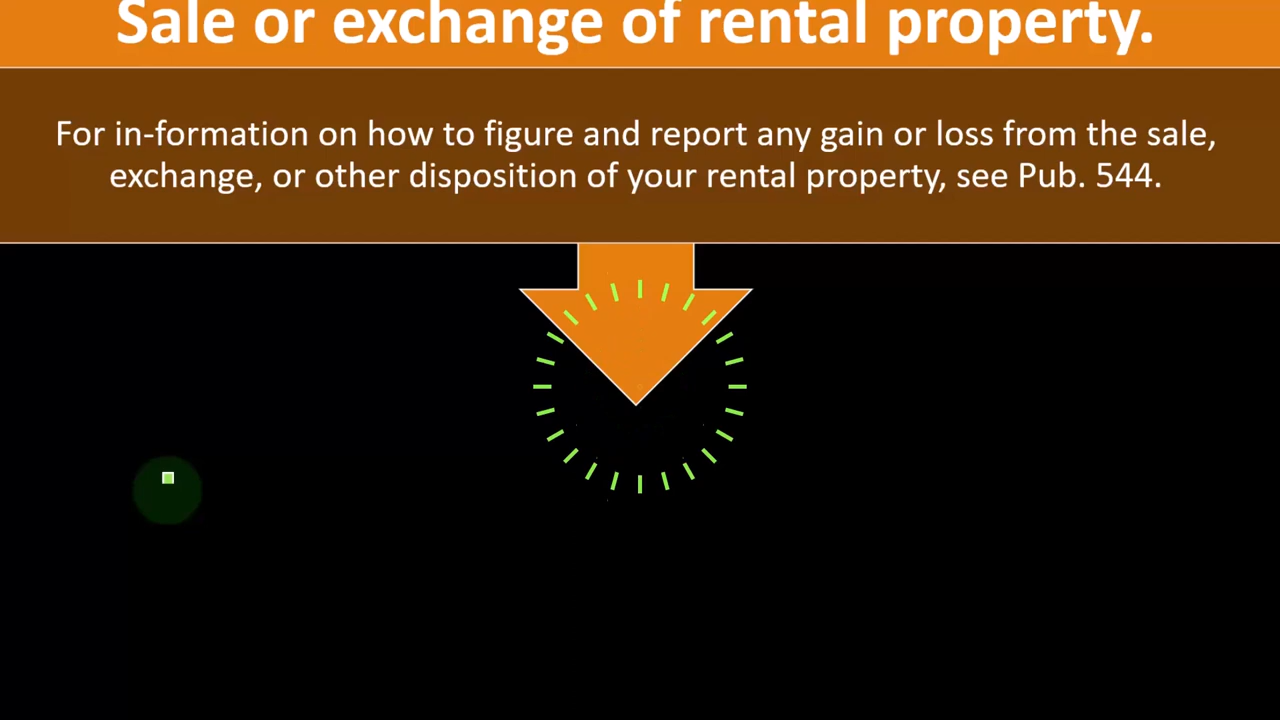 Sale or exchange of rental property.
For in-formation on how to figure and report any gain or loss from the sale,
exchange, or other disposition of your rental property, see Pub. 544.